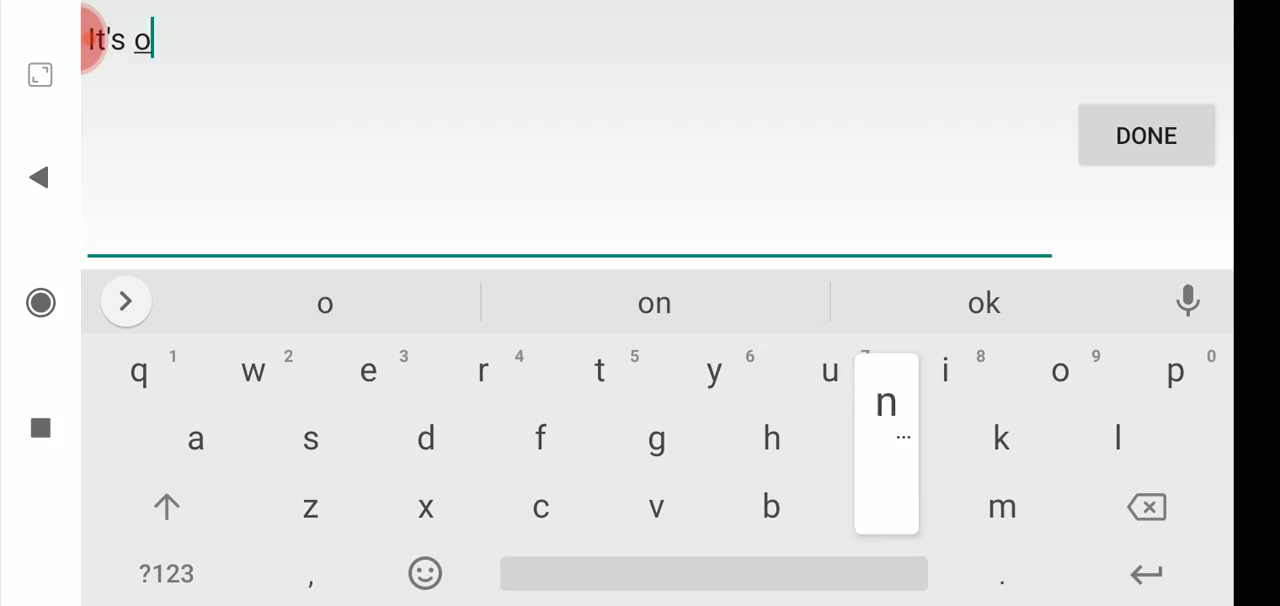 It's o
DONE
o on ok
q 1 w 2 e 3 r 4 t 5 y 6 u i 8 o 9 p 0
a s d f g h k l
n
...
z x c v b m
?123 , .